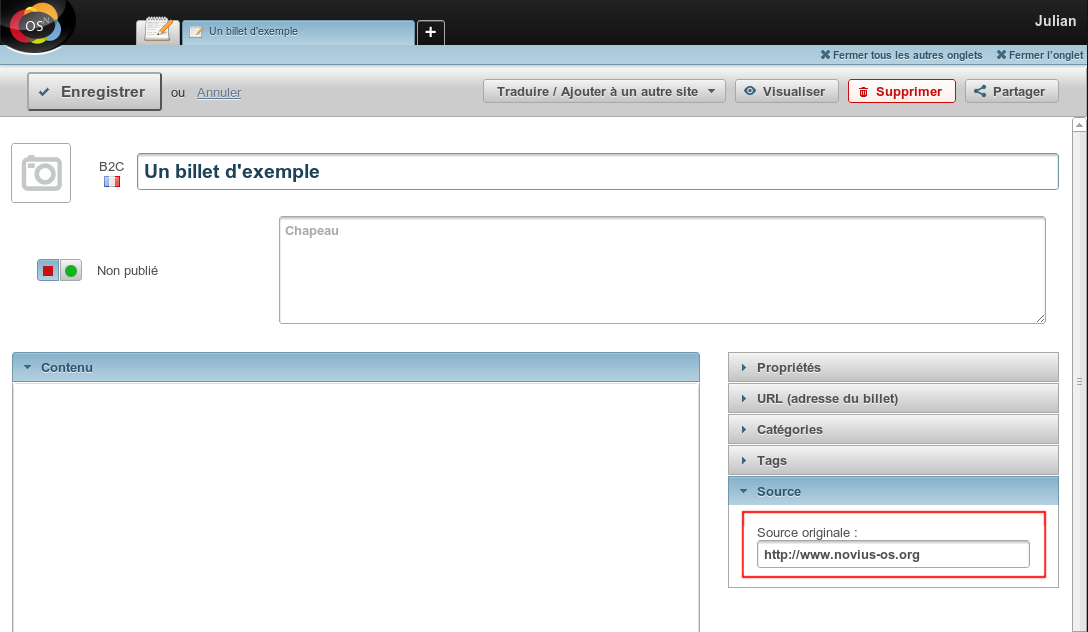 OS N
Un billet d'exemple
+
Julian
Fermer tous les autres onglets
Fermer l'onglet
Enregistrer
ou
Annuler
Traduire / Ajouter à un autre site
Visualiser
Supprimer
Partager
B2C
Un billet d'exemple
Chapeau
Non publié
Contenu
Propriétés
URL (adresse du billet)
Catégories
Tags
Source
Source originale :
http://www.novius-os.org